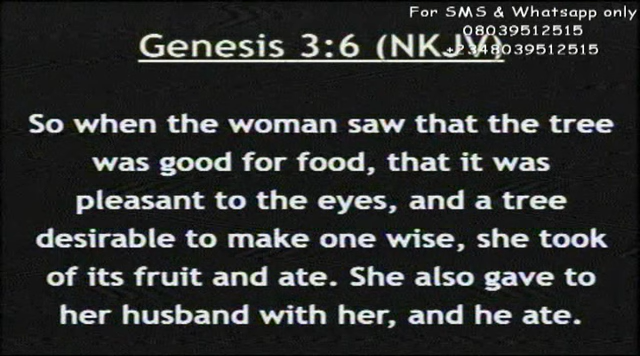 For SMS & Whatsapp only
08039512515
+2348039512515
Genesis 3:6 (NKJV)
So when the woman saw that the tree
was good for food, that it was
pleasant to the eyes, and a tree
desirable to make one wise, she took
of its fruit and ate. She also gave to
her husband with her, and he ate.